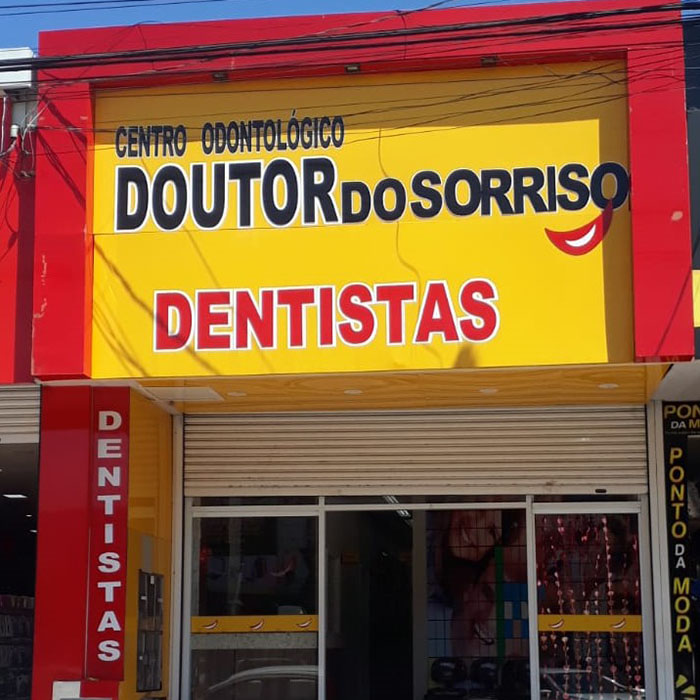 CENTRO ODONTOLÓGICO
DOUTOR DO SORRISO
DENTISTAS
DENTISTAS
PONTO DA MODA